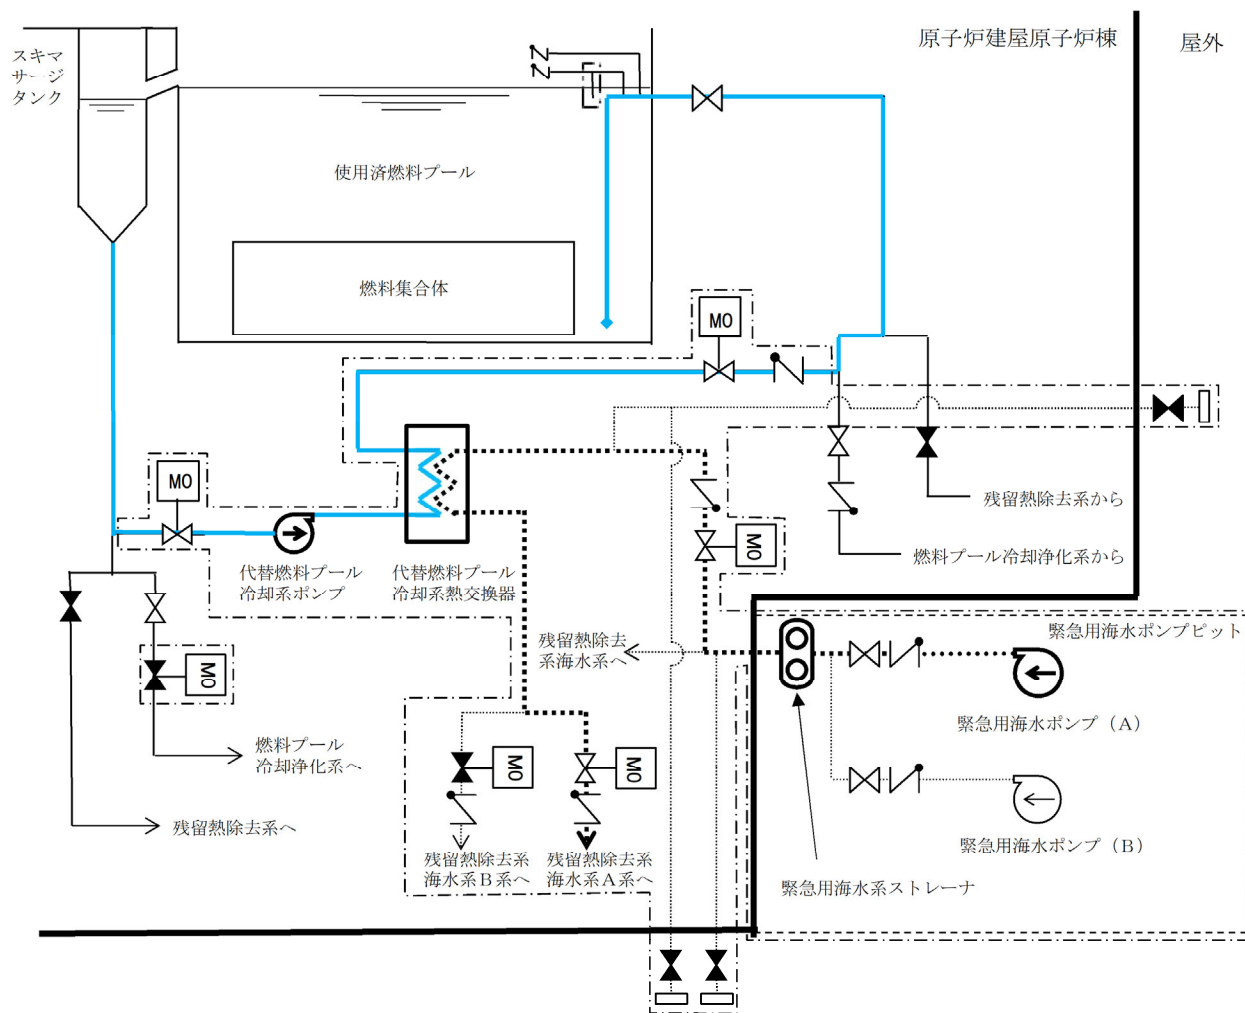 スキマ
サージ
タンク
原子炉建屋原子炉棟
屋外
使用済燃料プール
燃料集合体
MO
MO
残留熱除去系から
MO
燃料プール冷却浄化系から
代替燃料プール
冷却系ポンプ
代替燃料プール
冷却系熱交換器
緊急用海水ポンプピット
残留熱除去
系海水系へ
MO
緊急用海水ポンプ（A）
燃料プール
冷却浄化系へ
MO
MO
残留熱除去系へ
緊急用海水ポンプ（B）
残留熱除去系
海水系B系へ
残留熱除去系
海水系A系へ
緊急用海水系ストレーナ